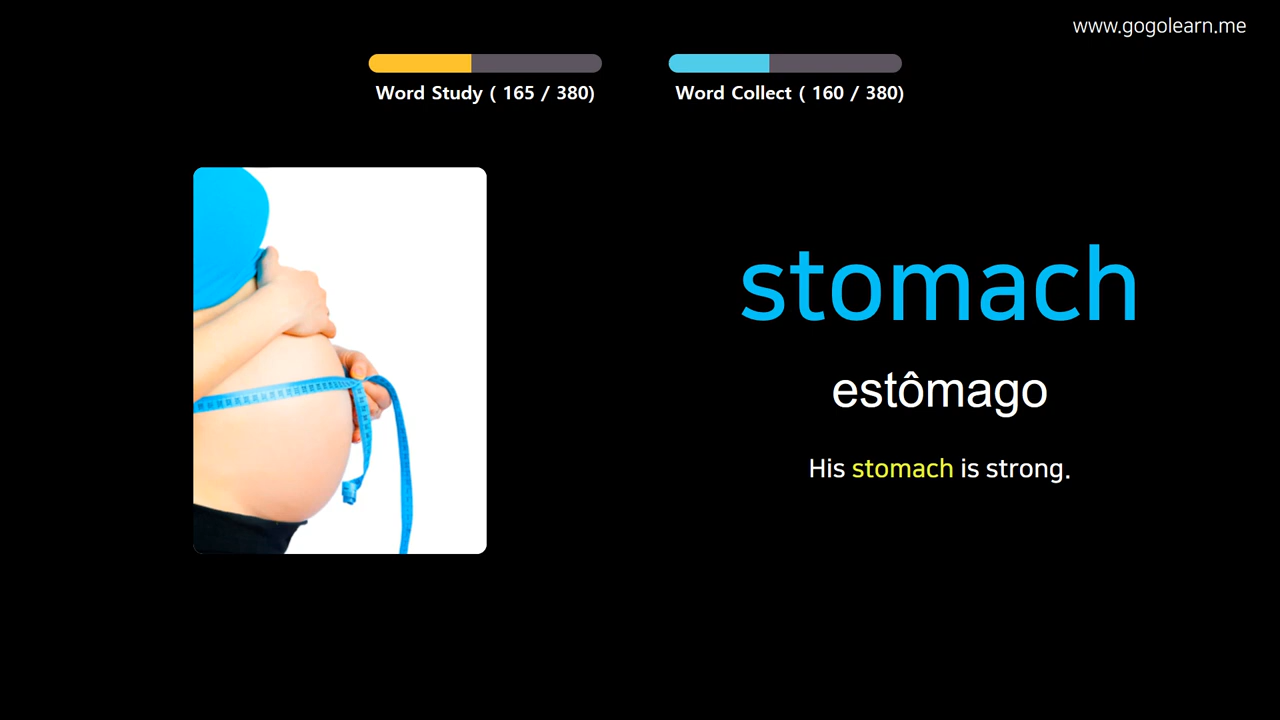 www.gogolearn.me
Word Study ( 165 / 380)
Word Collect ( 160 / 380)
stomach
estômago
His stomach is strong.